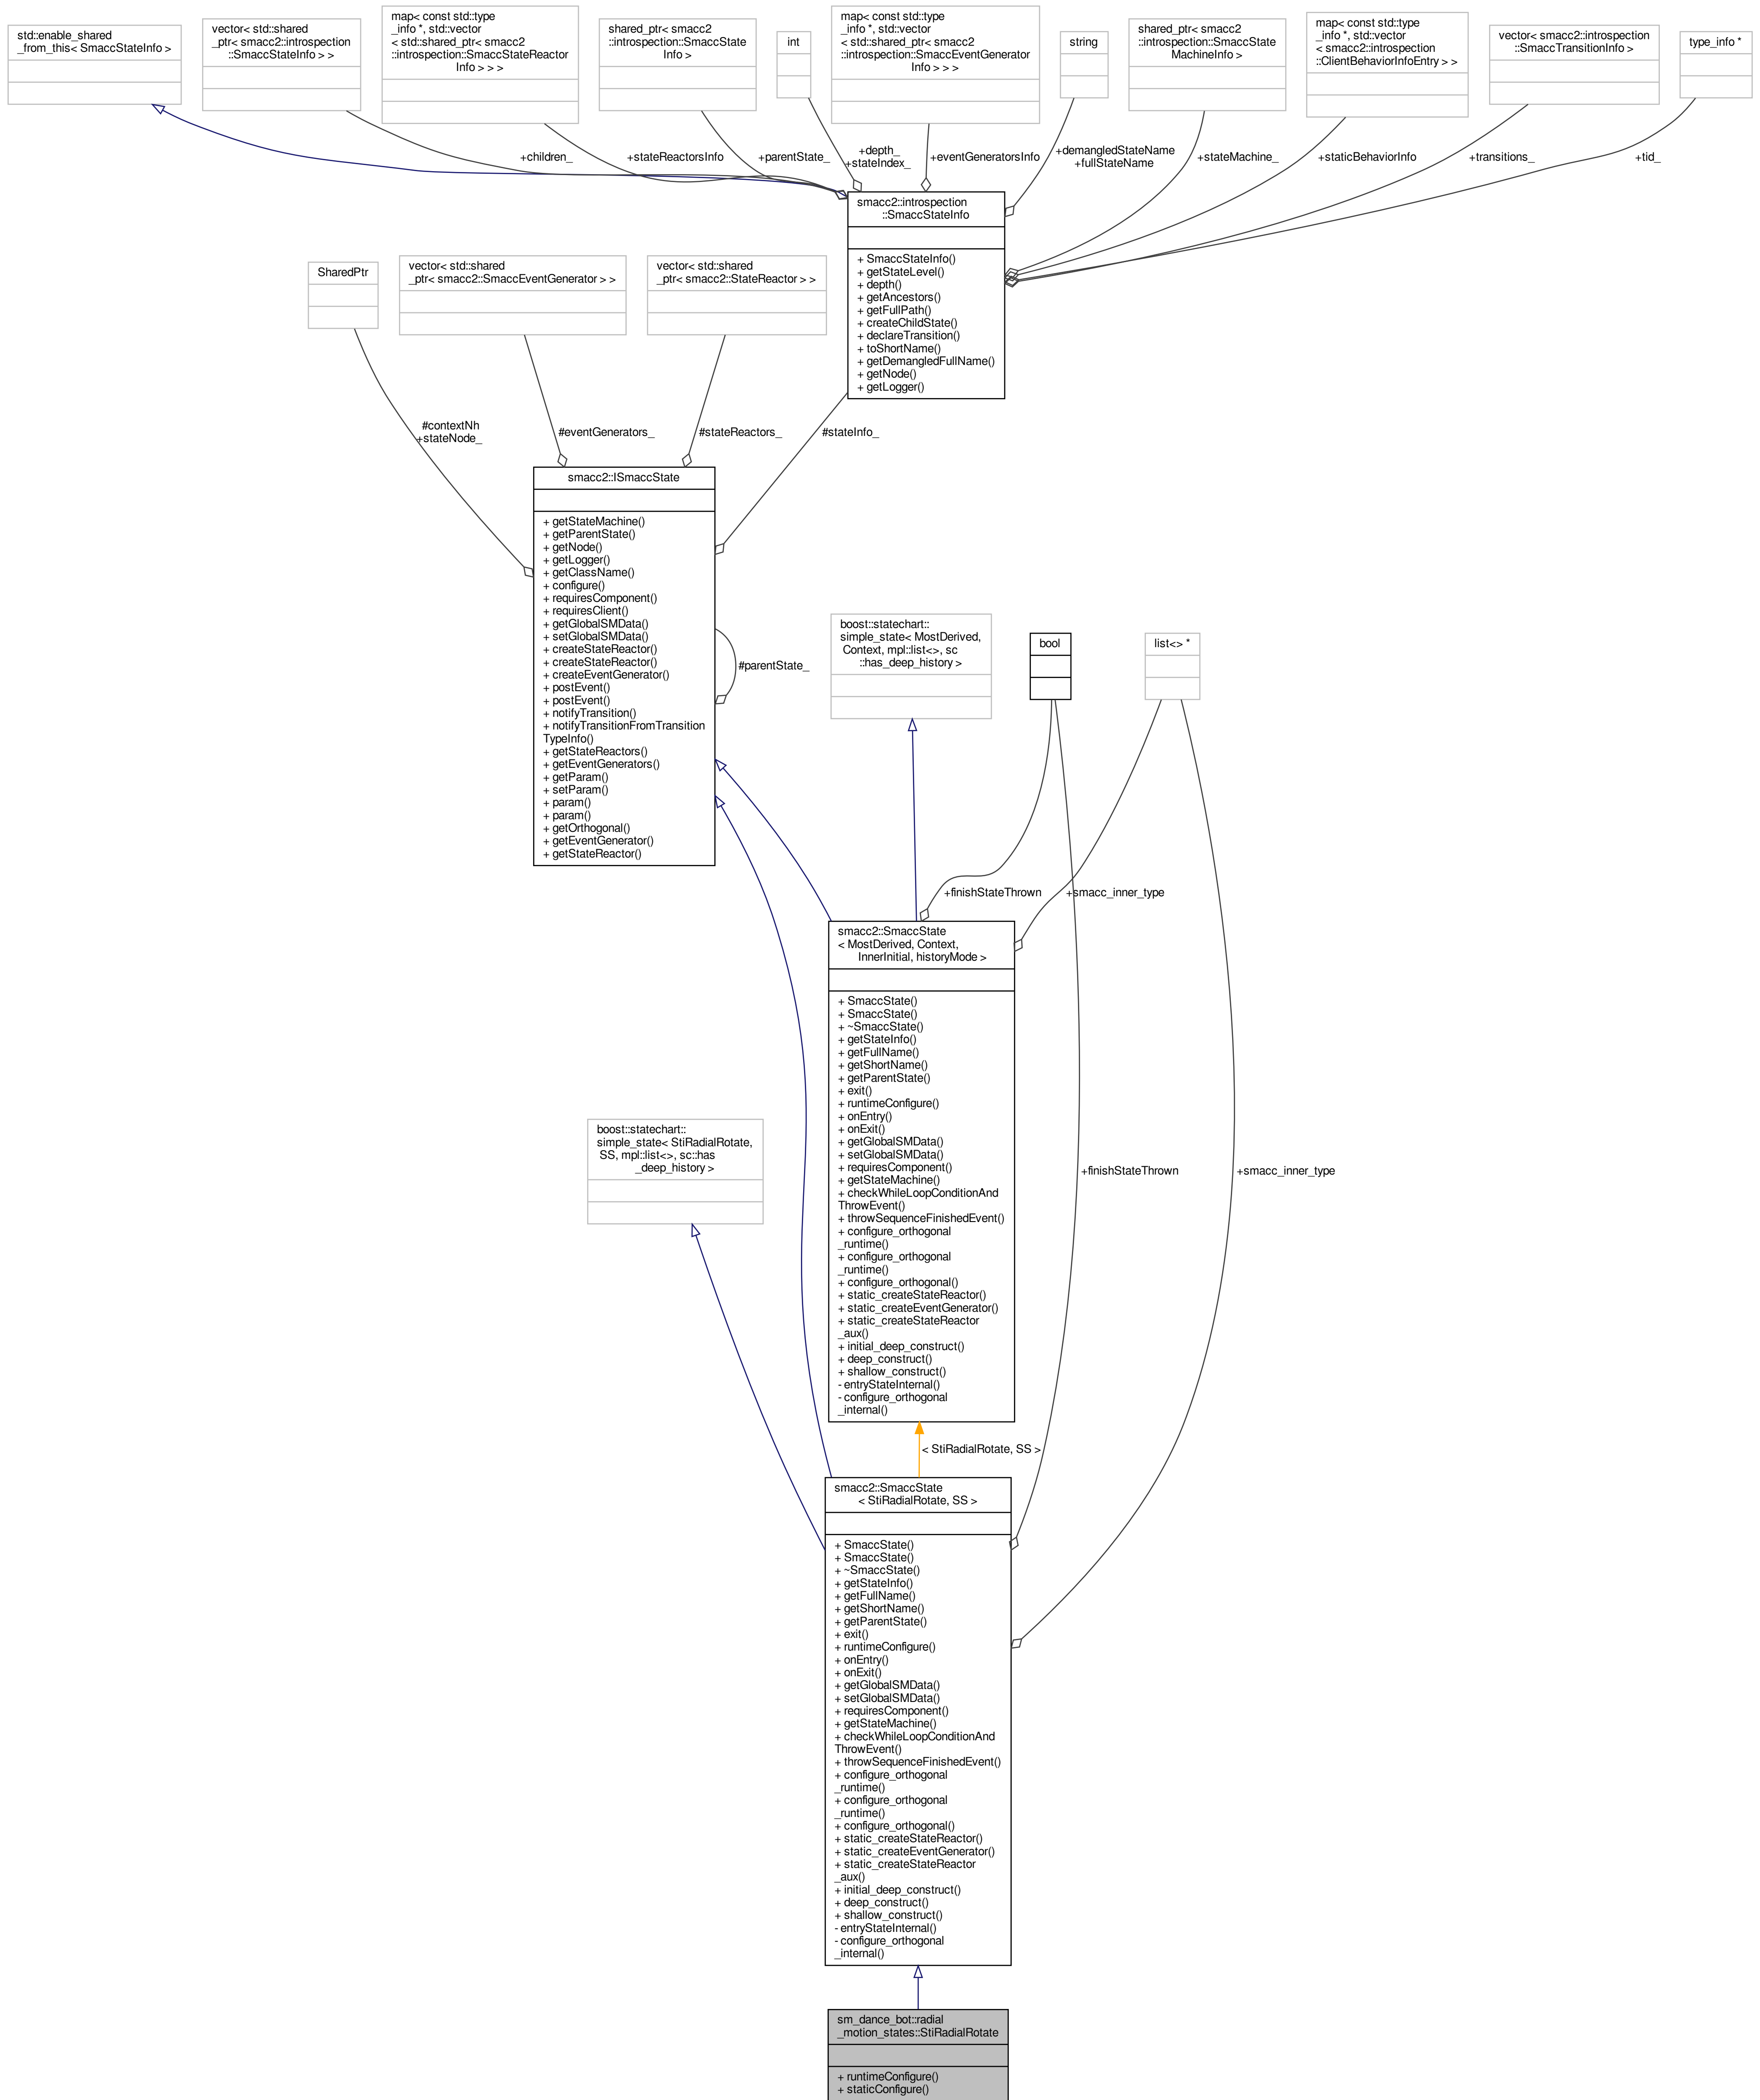 std::enable_shared
_from_this< SmaccStateInfo >
vector< std::shared
_ptr< smacc2::introspection
::SmaccStateInfo > >
map< const std::type
_info *, std::vector
< std::shared_ptr< smacc2
::introspection::SmaccStateReactor
Info > > >
shared_ptr< smacc2
::introspection::SmaccState
Info >
int
map< const std::type
_info *, std::vector
< std::shared_ptr< smacc2
::introspection::SmaccEventGenerator
Info > > >
string
shared_ptr< smacc2
::introspection::SmaccState
MachineInfo >
map< const std::type
_info *, std::vector
< smacc2::introspection
::ClientBehaviorInfoEntry > >
vector< smacc2::introspection
::SmaccTransitionInfo >
type_info *
+children_
+stateReactorsInfo
+parentState_
+depth_
+stateIndex_
+eventGeneratorsInfo
+demangledStateName
+fullStateName
+stateMachine_
+staticBehaviorInfo
+transitions_
+tid_
smacc2::introspection
::SmaccStateInfo
+ SmaccStateInfo()
+ getStateLevel()
+ depth()
+ getAncestors()
+ getFullPath()
+ createChildState()
+ declareTransition()
+ toShortName()
+ getDemangledFullName()
+ getNode()
+ getLogger()
SharedPtr
vector< std::shared
_ptr< smacc2::SmaccEventGenerator > >
vector< std::shared
_ptr< smacc2::StateReactor > >
#contextNh
+stateNode_
#eventGenerators_
#stateReactors_
#stateInfo_
smacc2::ISmaccState
+ getStateMachine()
+ getParentState()
+ getNode()
+ getLogger()
+ getClassName()
+ configure()
+ requiresComponent()
+ requiresClient()
+ getGlobalSMData()
+ setGlobalSMData()
+ createStateReactor()
+ createStateReactor()
+ createEventGenerator()
+ postEvent()
+ postEvent()
+ notifyTransition()
+ notifyTransitionFromTransition
TypeInfo()
+ getStateReactors()
+ getEventGenerators()
+ getParam()
+ setParam()
+ param()
+ param()
+ getOrthogonal()
+ getEventGenerator()
+ getStateReactor()
#parentState_
boost::statechart::
simple_state< MostDerived,
Context, mpl::list<>, sc
::has_deep_history >
bool
list<> *
+finishStateThrown
+smacc_inner_type
smacc2::SmaccState
< MostDerived, Context,
InnerInitial, historyMode >
+ SmaccState()
+ SmaccState()
+ ~SmaccState()
+ getStateInfo()
+ getFullName()
+ getShortName()
+ getParentState()
+ exit()
+ runtimeConfigure()
+ onEntry()
+ onExit()
+ getGlobalSMData()
+ setGlobalSMData()
+ requiresComponent()
+ getStateMachine()
+ checkWhileLoopConditionAnd
ThrowEvent()
+ throwSequenceFinishedEvent()
+ configure_orthogonal
_runtime()
+ configure_orthogonal
_runtime()
+ configure_orthogonal()
+ static_createStateReactor()
+ static_createEventGenerator()
+ static_createStateReactor
_aux()
+ initial_deep_construct()
+ deep_construct()
+ shallow_construct()
- entryStateInternal()
- configure_orthogonal
_internal()
boost::statechart::
simple_state< StiRadialRotate,
SS, mpl::list<>, sc::has
_deep_history >
+finishStateThrown
+smacc_inner_type
< StiRadialRotate, SS >
smacc2::SmaccState
< StiRadialRotate, SS >
+ SmaccState()
+ SmaccState()
+ ~SmaccState()
+ getStateInfo()
+ getFullName()
+ getShortName()
+ getParentState()
+ exit()
+ runtimeConfigure()
+ onEntry()
+ onExit()
+ getGlobalSMData()
+ setGlobalSMData()
+ requiresComponent()
+ getStateMachine()
+ checkWhileLoopConditionAnd
ThrowEvent()
+ throwSequenceFinishedEvent()
+ configure_orthogonal
_runtime()
+ configure_orthogonal
_runtime()
+ configure_orthogonal()
+ static_createStateReactor()
+ static_createEventGenerator()
+ static_createStateReactor
_aux()
+ initial_deep_construct()
+ deep_construct()
+ shallow_construct()
- entryStateInternal()
- configure_orthogonal
_internal()
sm_dance_bot::radial
_motion_states::StiRadialRotate
+ runtimeConfigure()
+ staticConfigure()